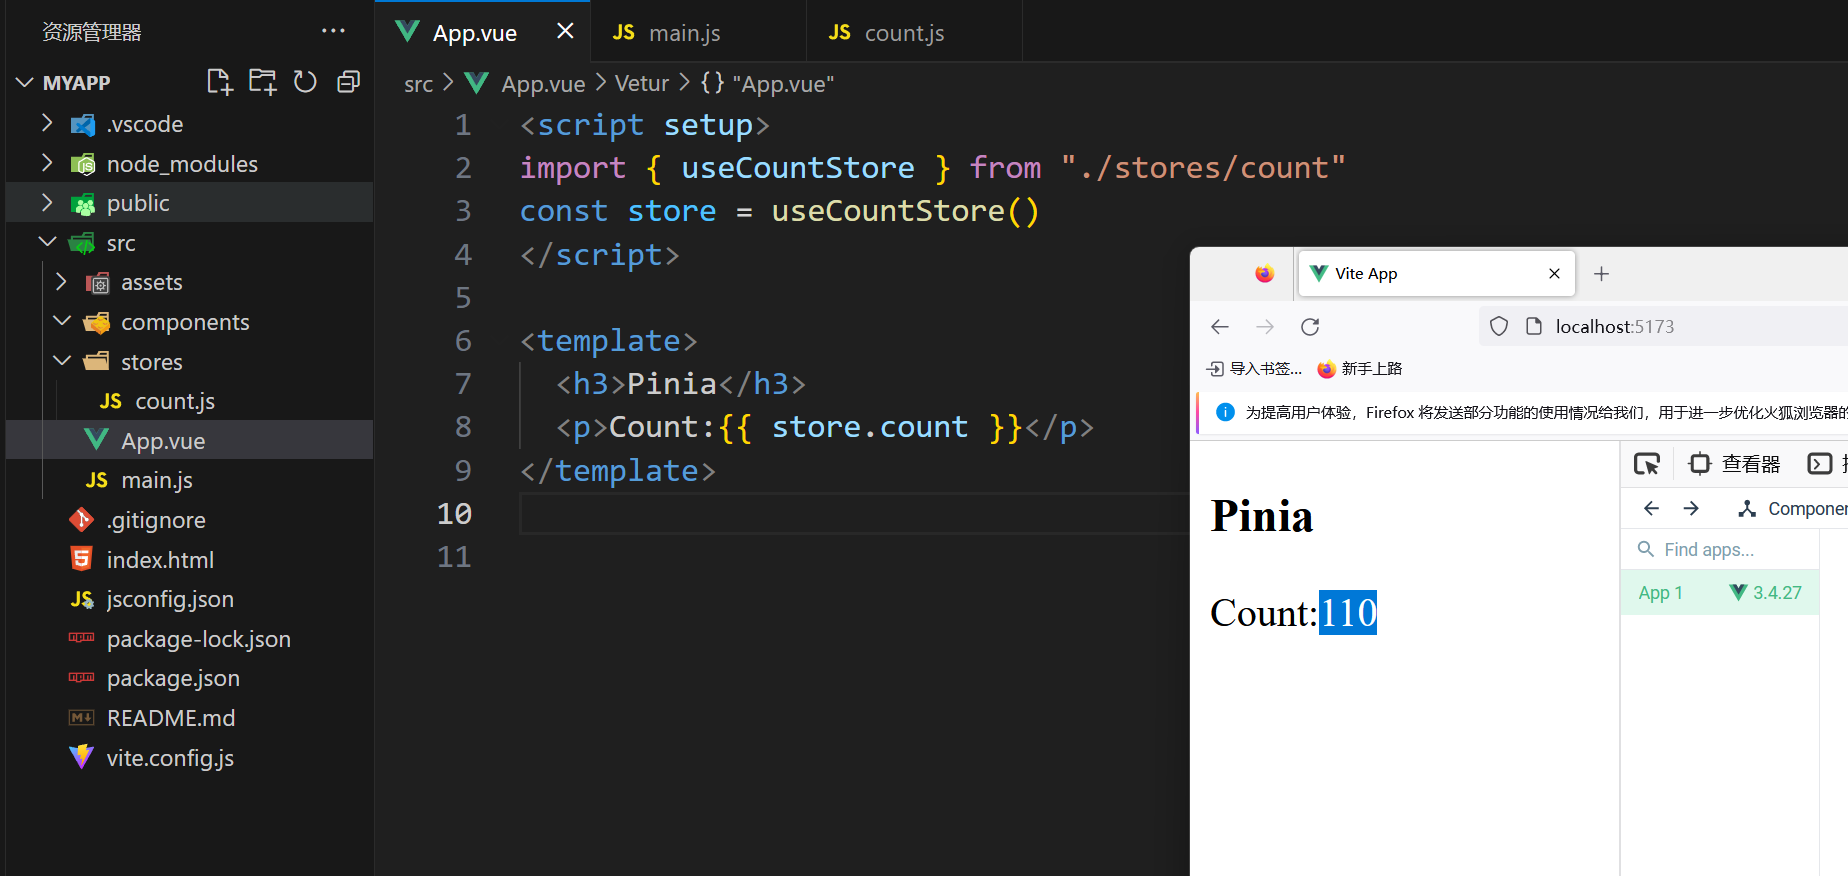 资源管理器
MYAPP
.vscode
node_modules
public
src
assets
components
stores
count.js
App.vue
main.js
.gitignore
index.html
jsconfig.json
package-lock.json
package.json
README.md
vite.config.js
App.vue
main.js
count.js
src > App.vue > Vetur > {} "App.vue"
1 <script setup>
2 import { useCountStore } from "./stores/count"
3 const store = useCountStore()
4 </script>
5
6 <template>
7 <h3>Pinia</h3>
8 <p>Count:{{ store.count }}</p>
9 </template>
10
11
Vite App
localhost:5173
导入书签...
新手上路
为提高用户体验，Firefox 将发送部分功能的使用情况给我们，用于进一步优化火狐浏览器的
查看器
Componen
Find apps...
App 1
3.4.27
Pinia
Count:110